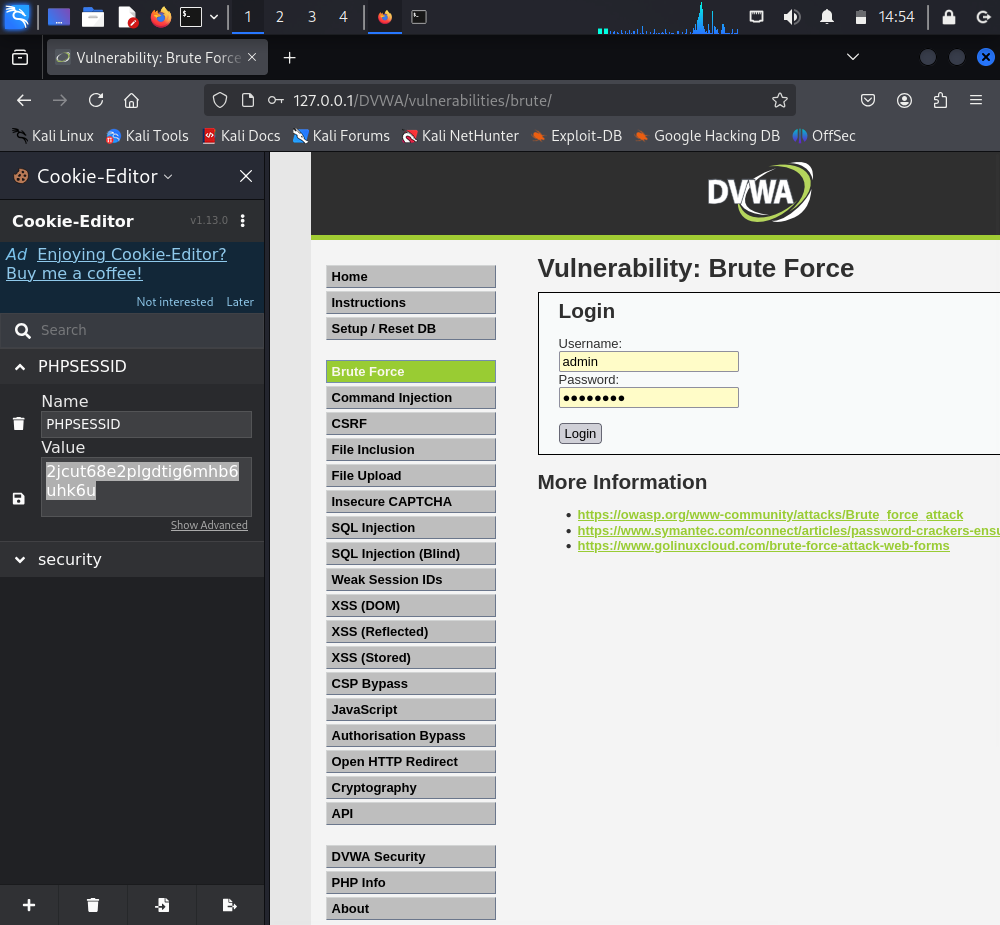 1 2 3 4 14:54
Vulnerability: Brute Force
127.0.0.1/DVWA/vulnerabilities/brute/
Kali Linux Kali Tools Kali Docs Kali Forums Kali NetHunter Exploit-DB Google Hacking DB OffSec
Cookie-Editor
Cookie-Editor v1.13.0
Ad Enjoying Cookie-Editor?
Buy me a coffee!
Not interested Later
Search
PHPSESSID
Name
PHPSESSID
Value
2jcut68e2plgdtig6mhb6
uhk6u
Show Advanced
security
DVWA
Home
Instructions
Setup / Reset DB
Brute Force
Command Injection
CSRF
File Inclusion
File Upload
Insecure CAPTCHA
SQL Injection
SQL Injection (Blind)
Weak Session IDs
XSS (DOM)
XSS (Reflected)
XSS (Stored)
CSP Bypass
JavaScript
Authorisation Bypass
Open HTTP Redirect
Cryptography
API
DVWA Security
PHP Info
About
Vulnerability: Brute Force
Login
Username:
admin
Password:
●●●●●●●●
Login
More Information
https://owasp.org/www-community/attacks/Brute_force_attack
https://www.symantec.com/connect/articles/password-crackers-ensu
https://www.golinuxcloud.com/brute-force-attack-web-forms